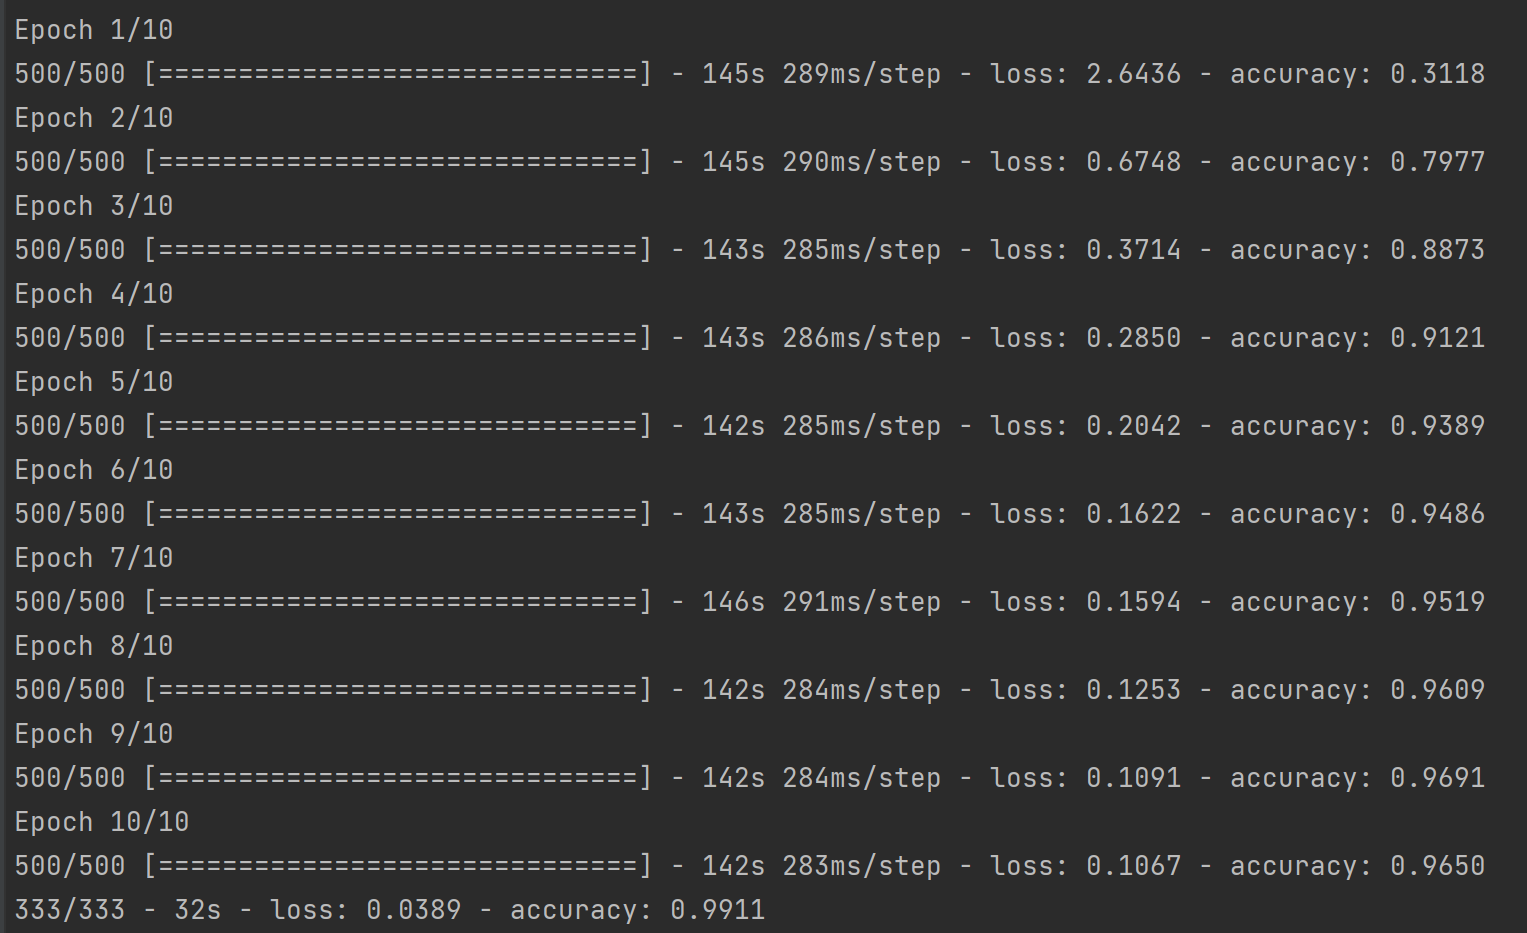 Epoch 1/10
500/500 [==============================] - 145s 289ms/step - loss: 2.6436 - accuracy: 0.3118
Epoch 2/10
500/500 [==============================] - 145s 290ms/step - loss: 0.6748 - accuracy: 0.7977
Epoch 3/10
500/500 [==============================] - 143s 285ms/step - loss: 0.3714 - accuracy: 0.8873
Epoch 4/10
500/500 [==============================] - 143s 286ms/step - loss: 0.2850 - accuracy: 0.9121
Epoch 5/10
500/500 [==============================] - 142s 285ms/step - loss: 0.2042 - accuracy: 0.9389
Epoch 6/10
500/500 [==============================] - 143s 285ms/step - loss: 0.1622 - accuracy: 0.9486
Epoch 7/10
500/500 [==============================] - 146s 291ms/step - loss: 0.1594 - accuracy: 0.9519
Epoch 8/10
500/500 [==============================] - 142s 284ms/step - loss: 0.1253 - accuracy: 0.9609
Epoch 9/10
500/500 [==============================] - 142s 284ms/step - loss: 0.1091 - accuracy: 0.9691
Epoch 10/10
500/500 [==============================] - 142s 283ms/step - loss: 0.1067 - accuracy: 0.9650
333/333 - 32s - loss: 0.0389 - accuracy: 0.9911